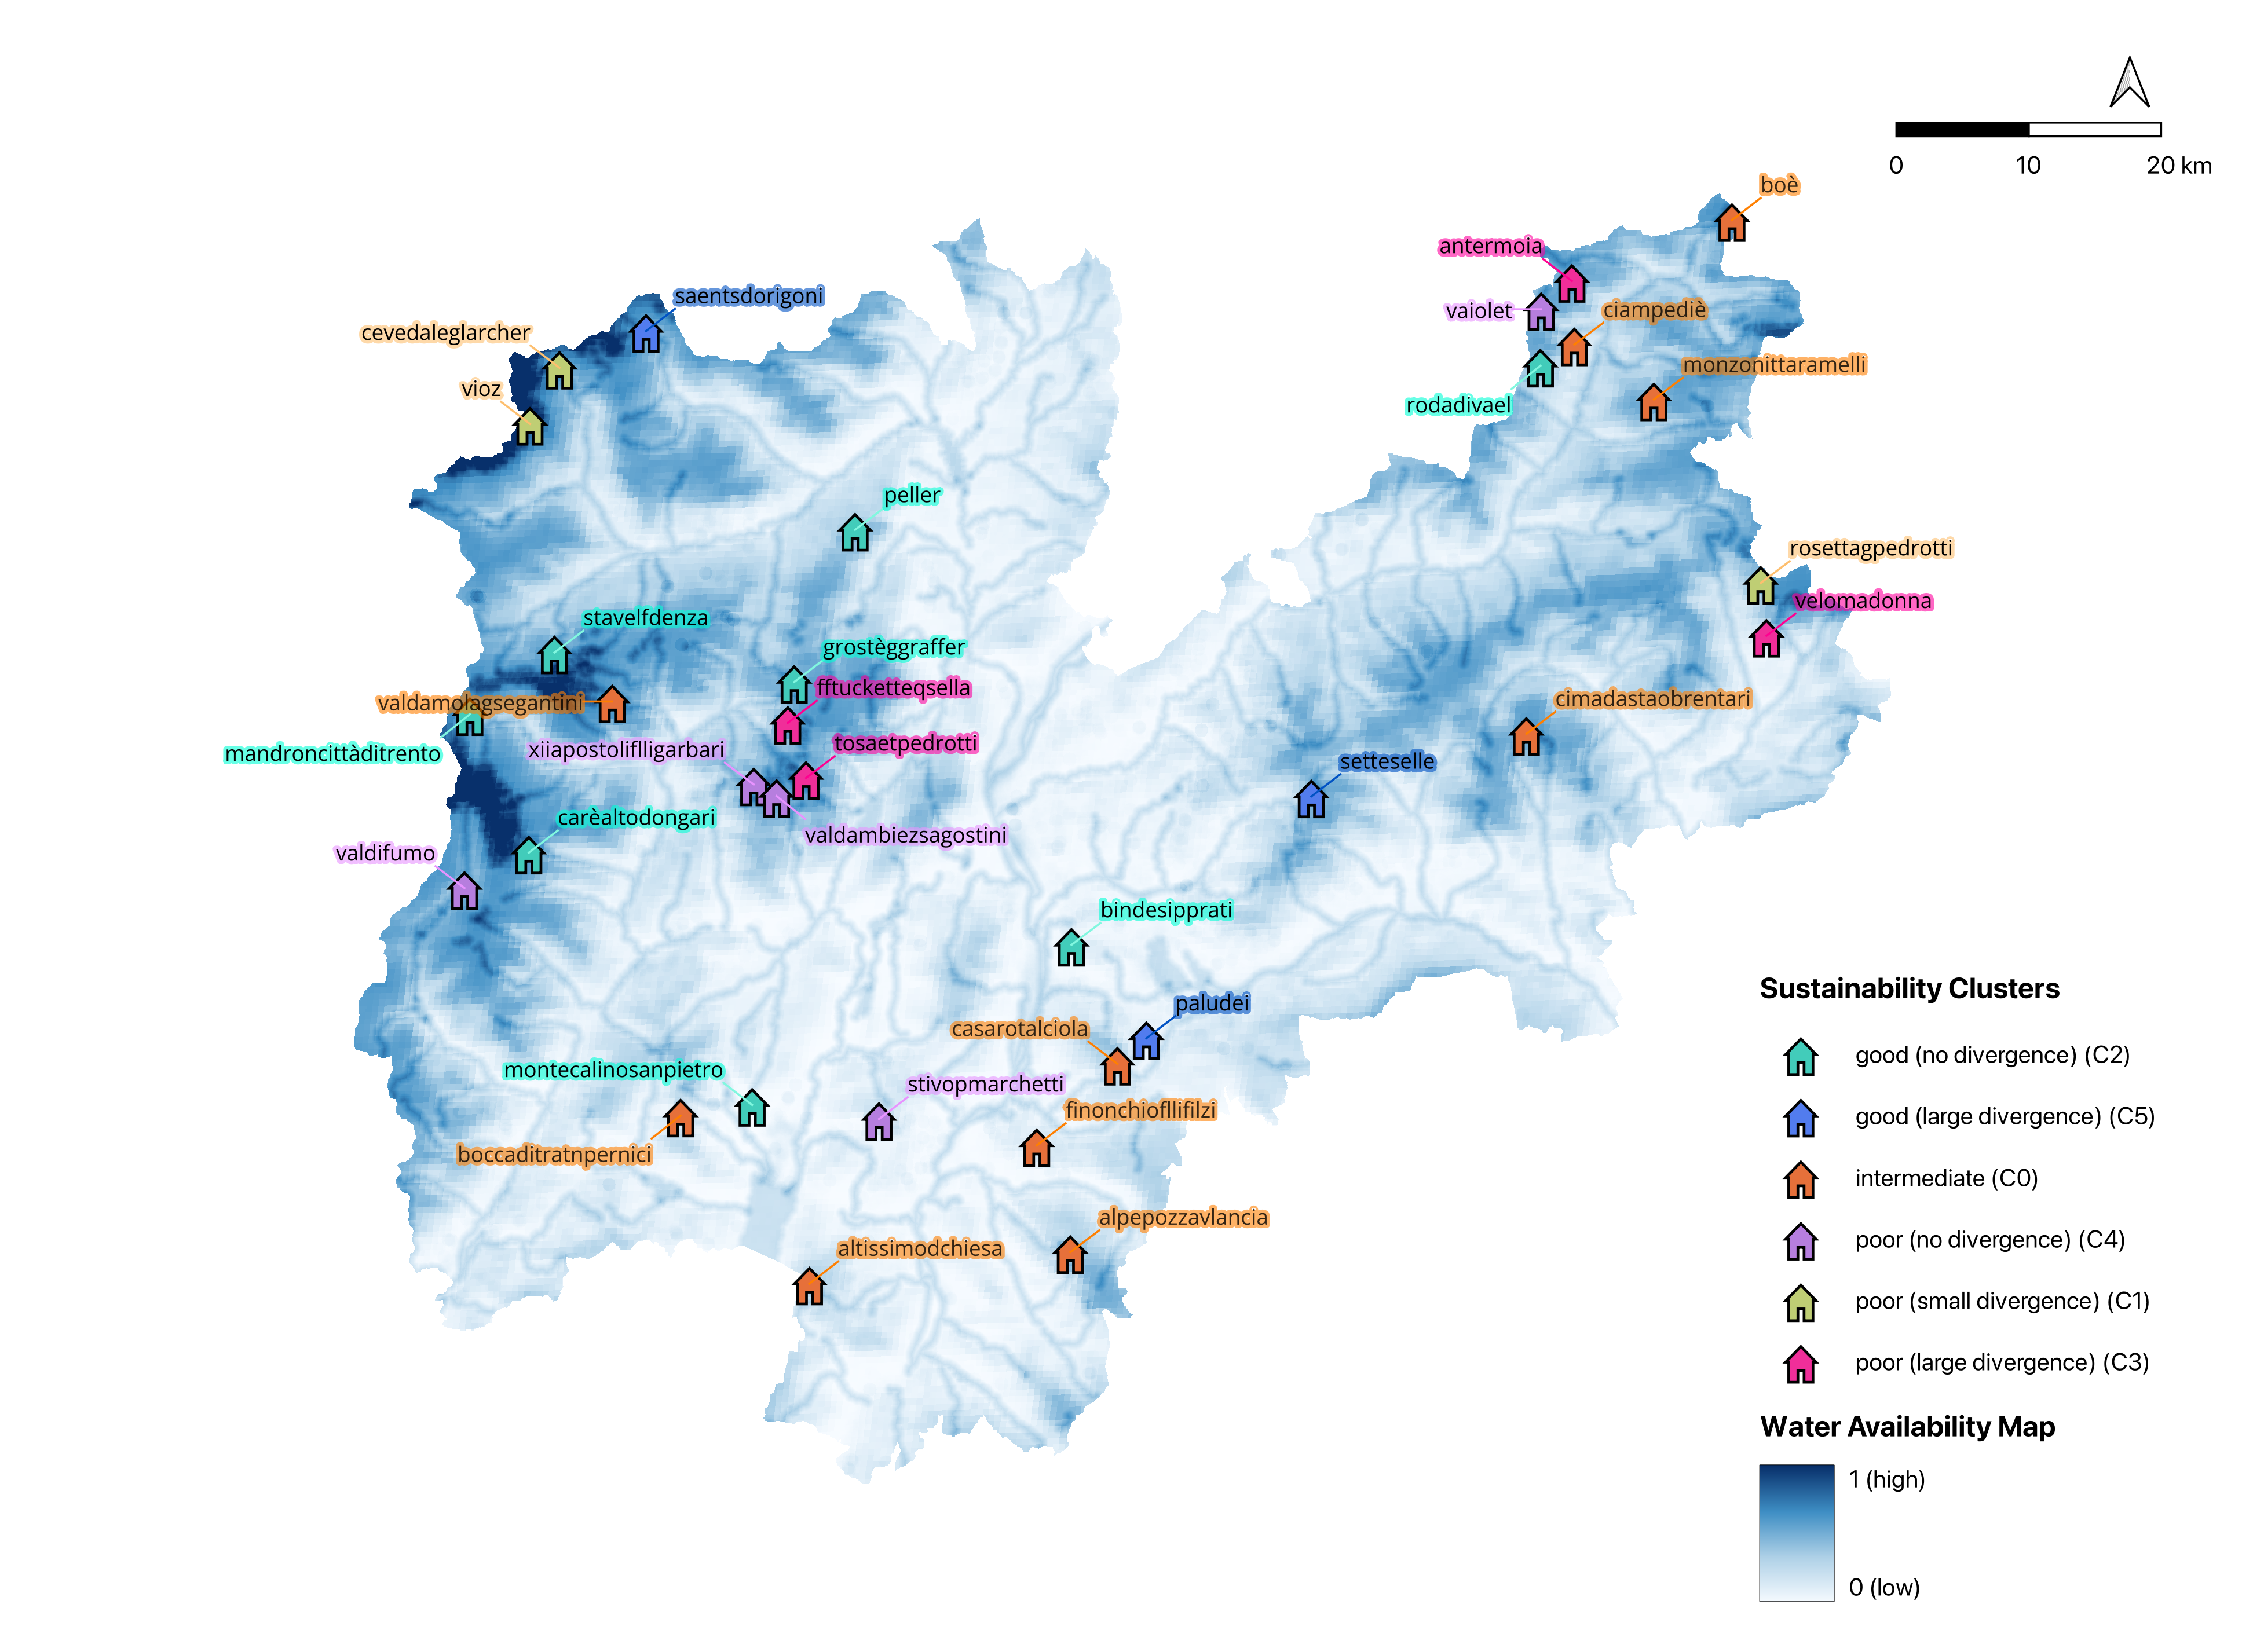 0 10 20 km
boè
antermoia
saentsdorigoni
vaiolet
ciampediè
cevedaleglarcher
monzonittaramelli
vioz
rodadivael
peller
rosettagpedrotti
velomadonna
stavelfdenza
grostèggraffer
fftucketteqsella
valdamolagsegantini
cimadastaobrentari
mandroncittàditrento
xiiapostoliflligarbari
tosaetpedrotti
setteselle
carèaltodongari
valdambiezsagostini
valdifumo
bindesipprati
paludei
casarotalciola
montecalinosanpietro
stivopmarchetti
finonchiofllifilzi
boccaditratnpernici
alpepozzavlancia
altissimodchiesa
Sustainability Clusters
good (no divergence) (C2)
good (large divergence) (C5)
intermediate (C0)
poor (no divergence) (C4)
poor (small divergence) (C1)
poor (large divergence) (C3)
Water Availability Map
1 (high)
0 (low)